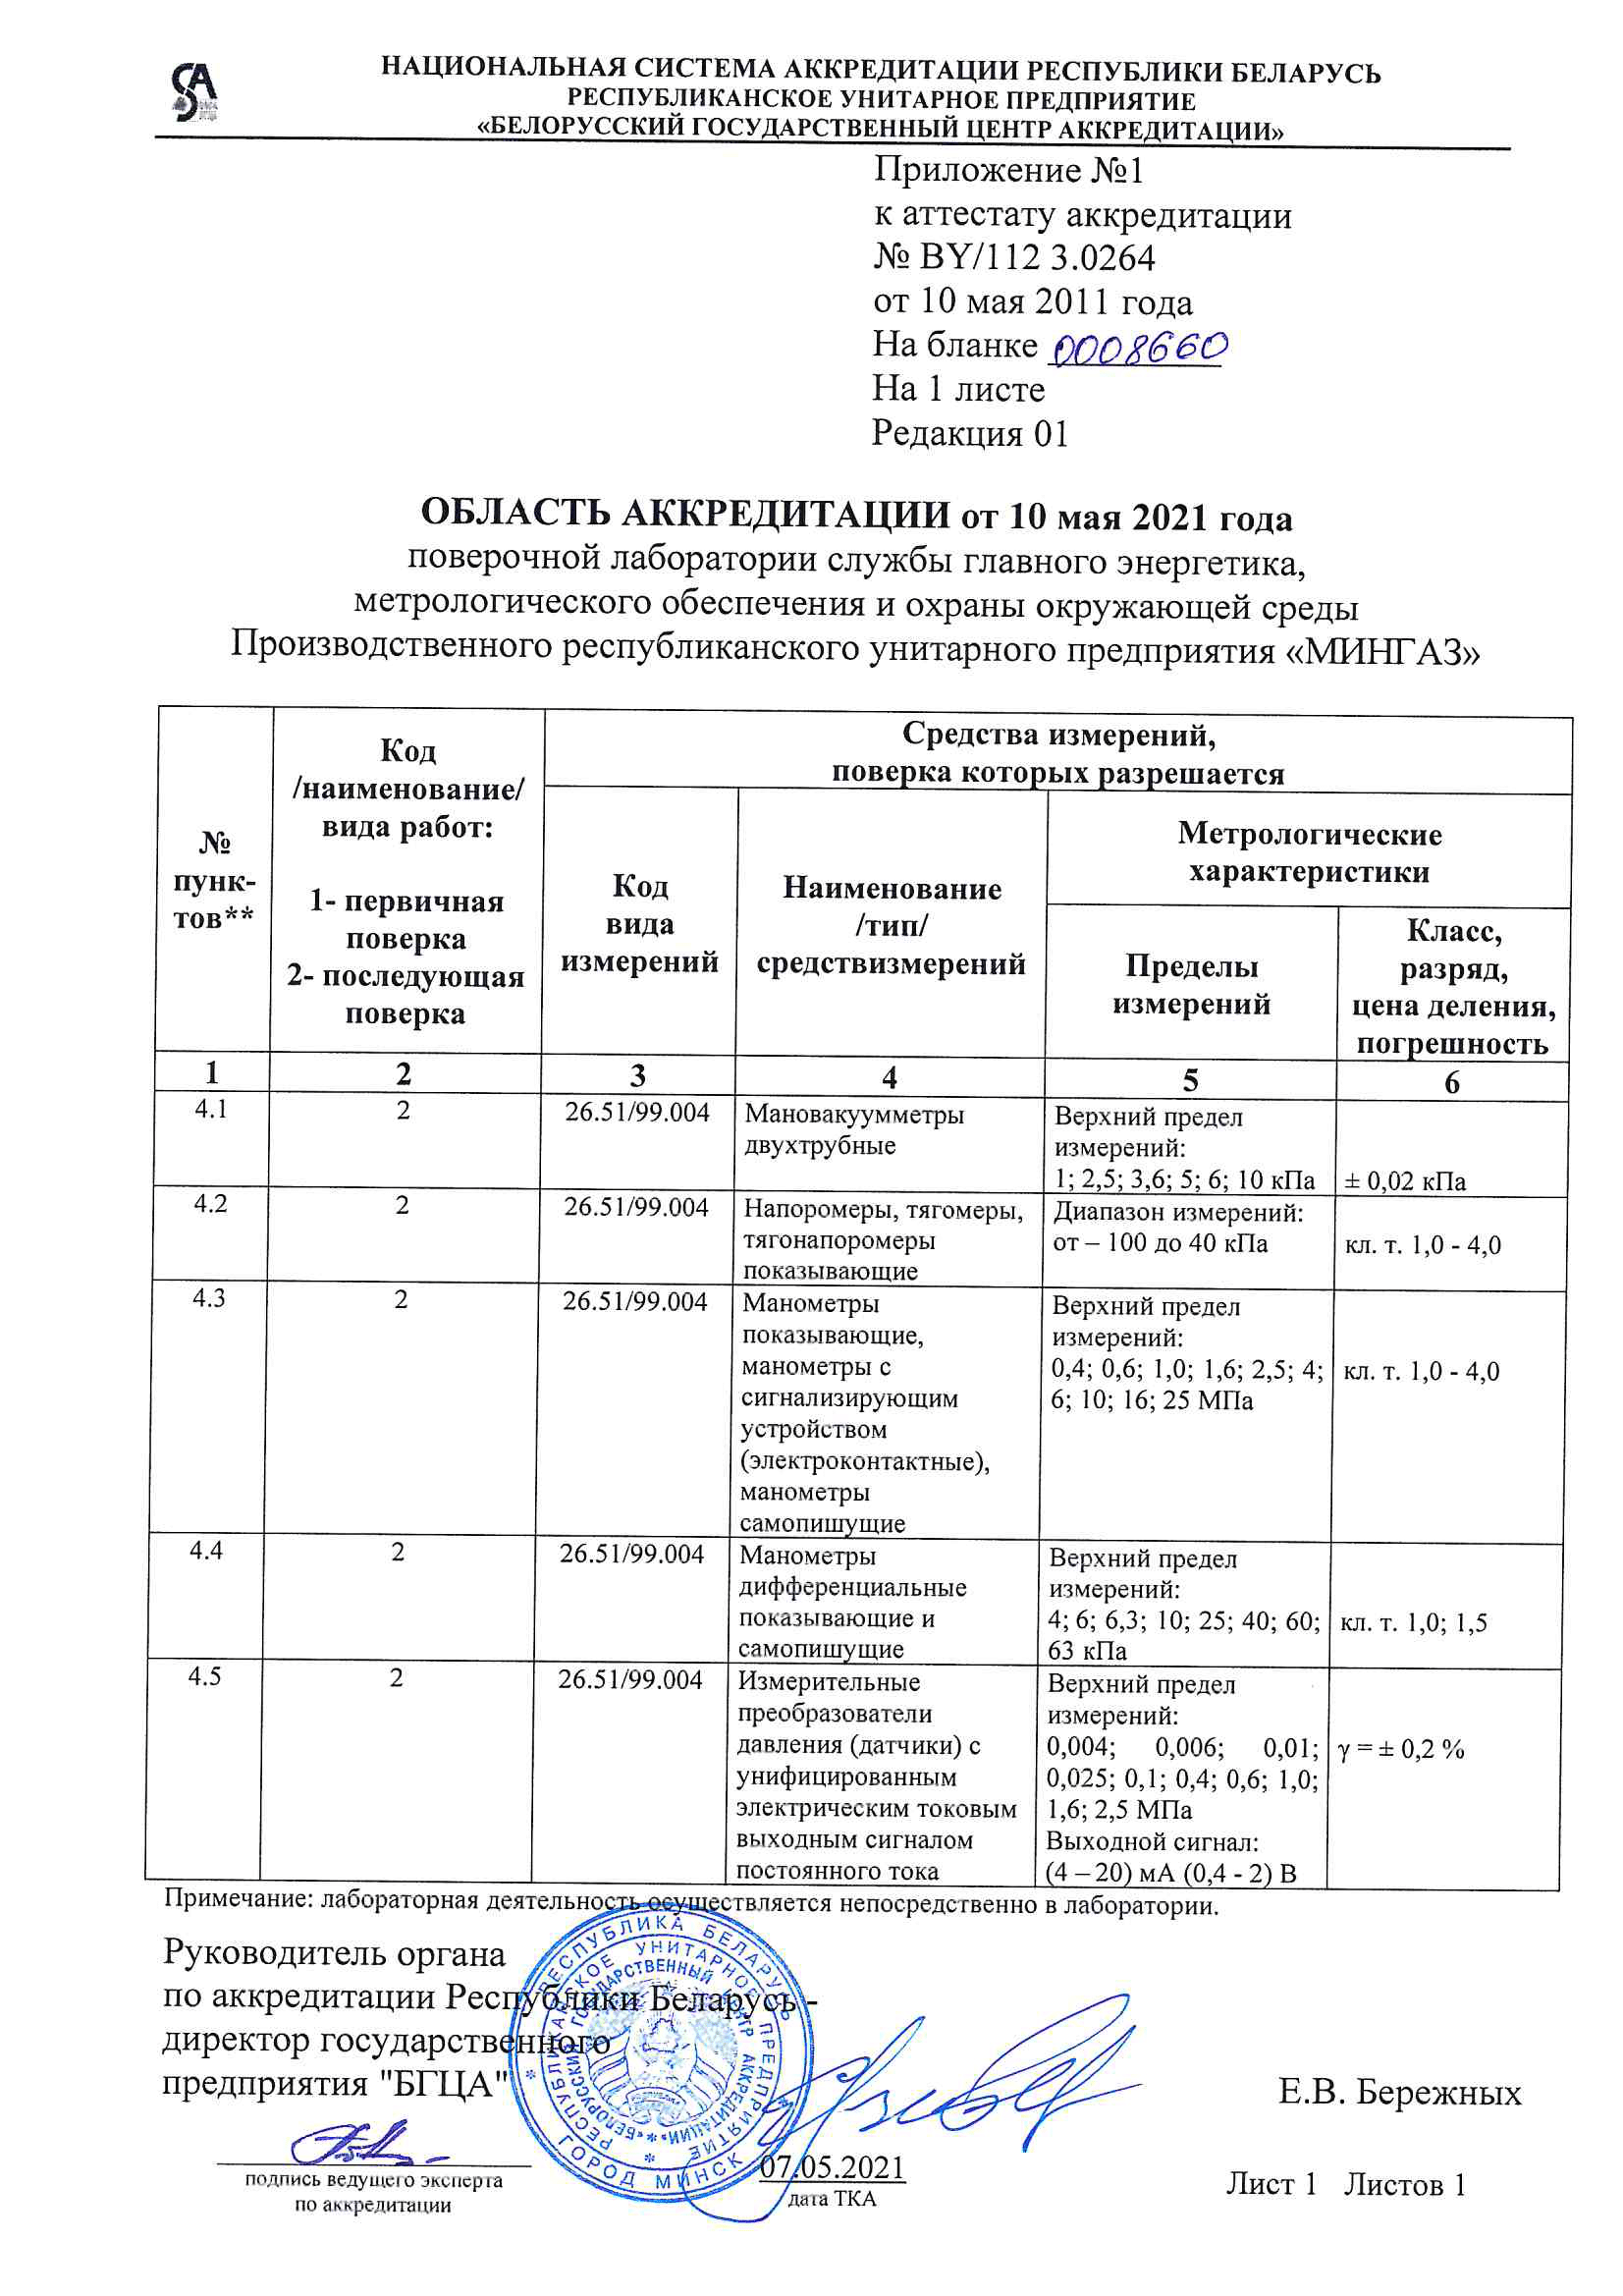 НАЦИОНАЛЬНАЯ СИСТЕМА АККРЕДИТАЦИИ РЕСПУБЛИКИ БЕЛАРУСЬ
РЕСПУБЛИКАНСКОЕ УНИТАРНОЕ ПРЕДПРИЯТИЕ
«БЕЛОРУССКИЙ ГОСУДАРСТВЕННЫЙ ЦЕНТР АККРЕДИТАЦИИ»
Приложение №1
к аттестату аккредитации
№ BY/112 3.0264
от 10 мая 2011 года
На бланке 0008660
На 1 листе
Редакция 01
ОБЛАСТЬ АККРЕДИТАЦИИ от 10 мая 2021 года
поверочной лаборатории службы главного энергетика,
метрологического обеспечения и охраны окружающей среды
Производственного республиканского унитарного предприятия «МИНГАЗ»
№
пунк-
тов**
Код
/наименование/
вида работ:
1- первичная
поверка
2- последующая
поверка
Средства измерений,
поверка которых разрешается
Код
вида
измерений
Наименование
/тип/
средствизмерений
Метрологические
характеристики
Пределы
измерений
Класс,
разряд,
цена деления,
погрешность
1 2 3 4 5 6
4.1
2
26.51/99.004
Мановакуумметры
двухтрубные
Верхний предел
измерений:
1; 2,5; 3,6; 5; 6; 10 кПа
± 0,02 кПа
4.2
2
26.51/99.004
Напоромеры, тягомеры,
тягонапоромеры
показывающие
Диапазон измерений:
от – 100 до 40 кПа
кл. т. 1,0 - 4,0
4.3
2
26.51/99.004
Манометры
показывающие,
манометры с
сигнализирующим
устройством
(электроконтактные),
манометры
самопишущие
Верхний предел
измерений:
0,4; 0,6; 1,0; 1,6; 2,5; 4;
6; 10; 16; 25 МПа
кл. т. 1,0 - 4,0
4.4
2
26.51/99.004
Манометры
дифференциальные
показывающие и
самопишущие
Верхний предел
измерений:
4; 6; 6,3; 10; 25; 40; 60;
63 кПа
кл. т. 1,0; 1,5
4.5
2
26.51/99.004
Измерительные
преобразователи
давления (датчики) с
унифицированным
электрическим токовым
выходным сигналом
постоянного тока
Верхний предел
измерений:
0,004; 0,006; 0,01;
0,025; 0,1; 0,4; 0,6; 1,0;
1,6; 2,5 МПа
Выходной сигнал:
(4 – 20) мА (0,4 - 2) В
γ = ± 0,2 %
Примечание: лабораторная деятельность осуществляется непосредственно в лаборатории.
Руководитель органа
по аккредитации Республики Беларусь -
директор государственного
предприятия "БГЦА"
Е.В. Бережных
РЕСПУБЛИКА БЕЛАРУСЬ
ГОРОД МИНСК
РЕСПУБЛИКАНСКОЕ УНИТАРНОЕ ПРЕДПРИЯТИЕ
«БЕЛОРУССКИЙ ГОСУДАРСТВЕННЫЙ ЦЕНТР АККРЕДИТАЦИИ»
подпись ведущего эксперта
по аккредитации
07.05.2021
дата ТКА
Лист 1 Листов 1